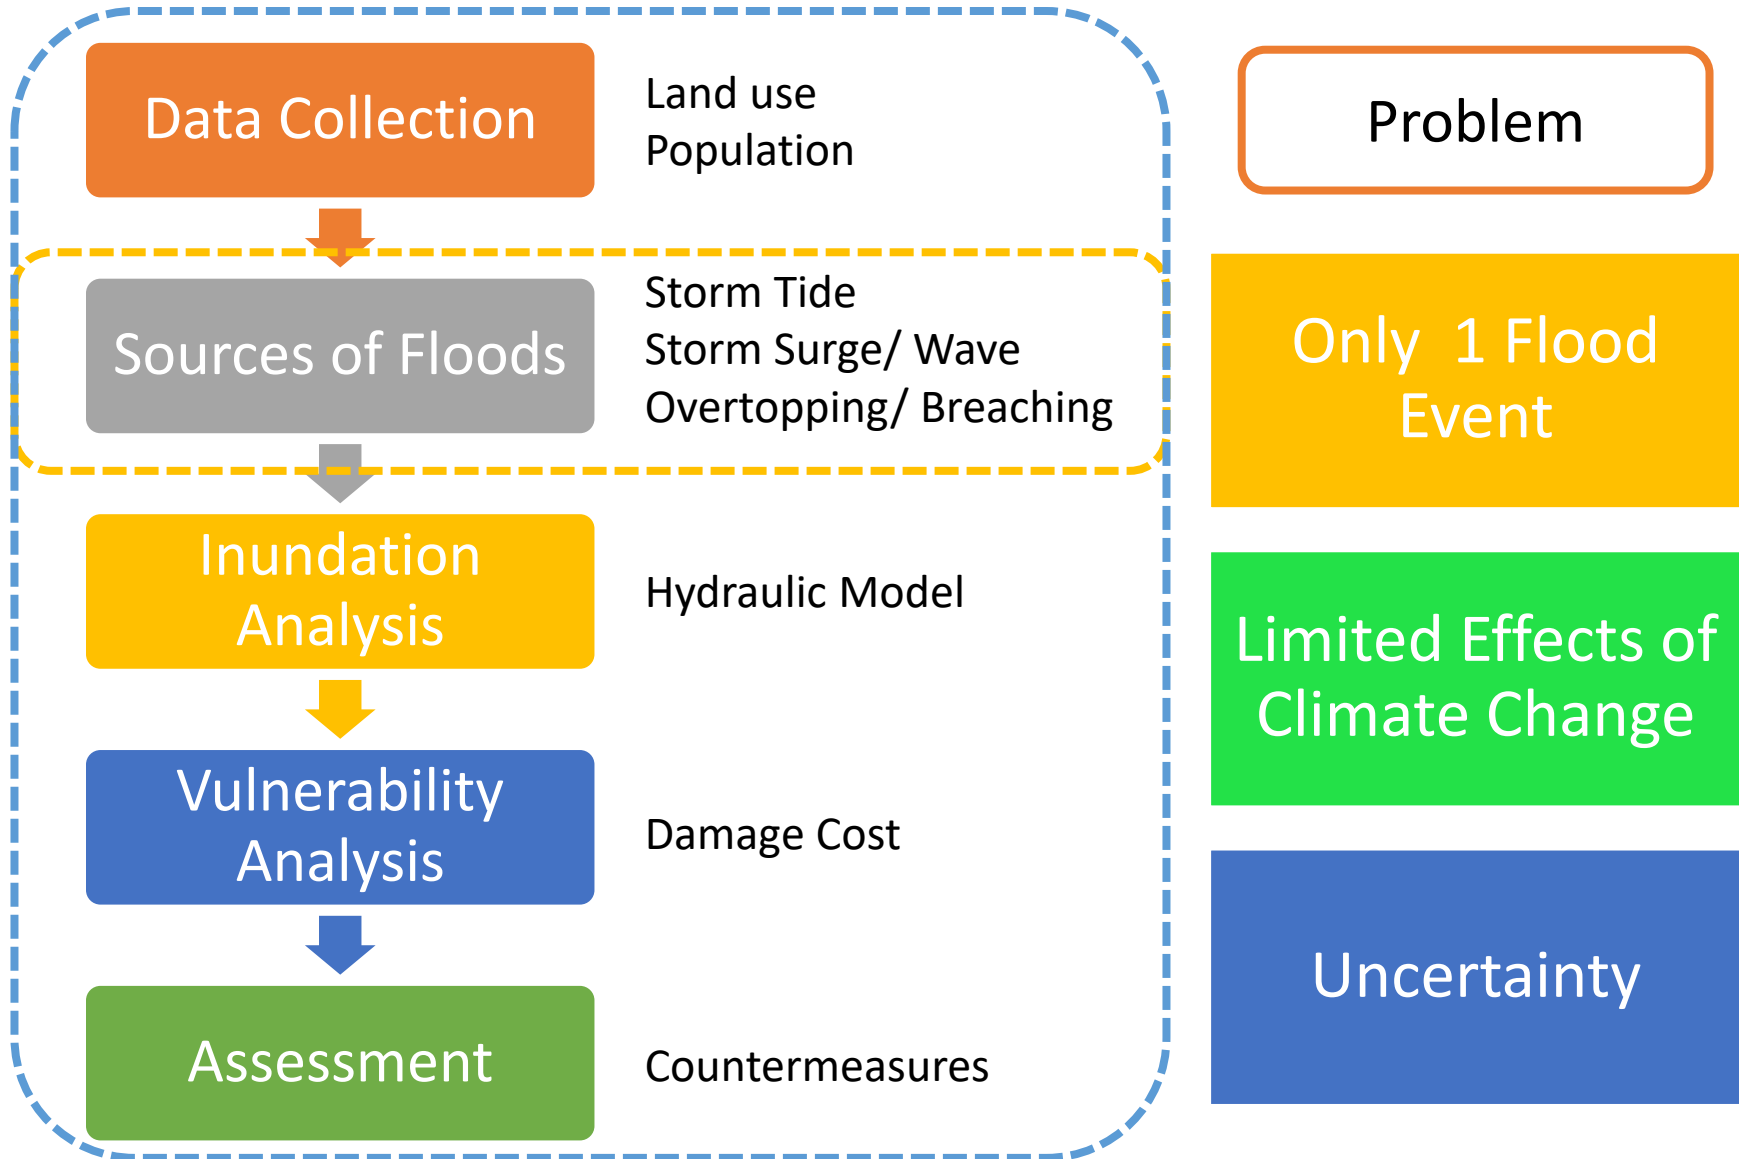 Data Collection
Land use
Population
Sources of Floods
Storm Tide
Storm Surge/ Wave
Overtopping/ Breaching
Inundation
Analysis
Hydraulic Model
Vulnerability
Analysis
Damage Cost
Assessment
Countermeasures
Problem
Only  1 Flood
Event
Limited Effects of
Climate Change
Uncertainty